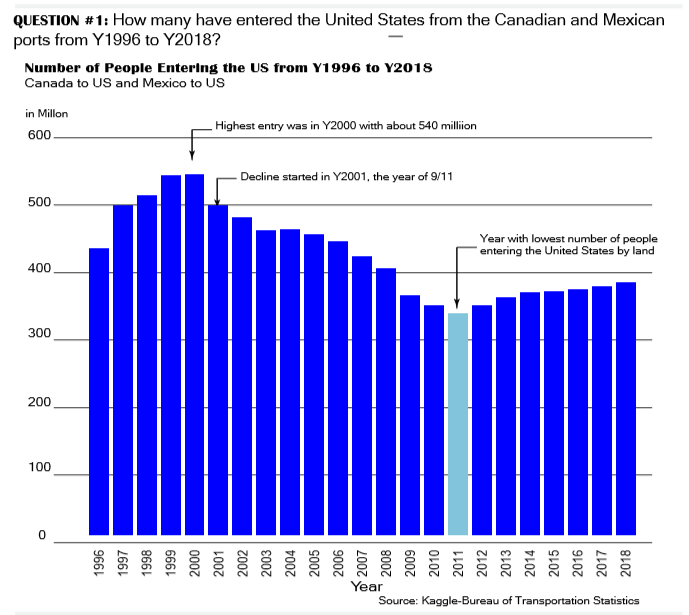 QUESTION #1: How many have entered the United States from the Canadian and Mexican
ports from Y1996 to Y2018?
Number of People Entering the US from Y1996 to Y2018
Canada to US and Mexico to US
in Millon
600
Highest entry was in Y2000 witth about 540 milliion
Decline started in Y2001, the year of 9/11
500
Year with lowest number of people
entering the United States by land
400
300
200
100
0
1996 1997 1998 1999 2000 2001 2002 2003 2004 2005 2006 2007 2008 2009 2010 2011 2012 2013 2014 2015 2016 2017 2018
Year
Source: Kaggle-Bureau of Transportation Statistics